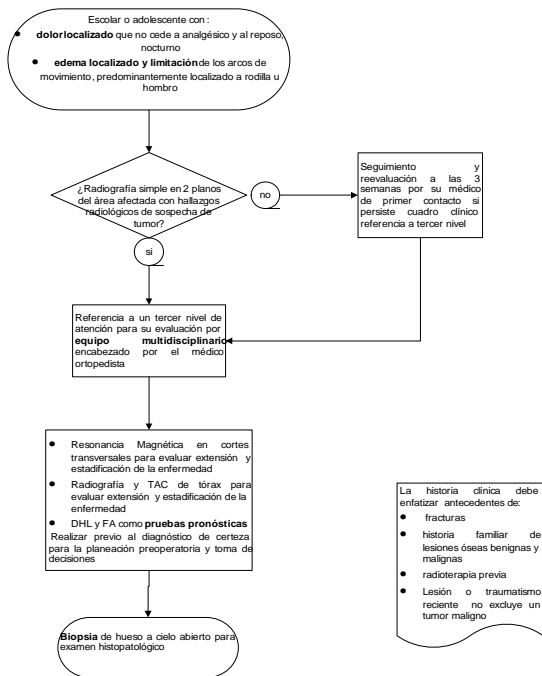 Escolar o adolescente con :
• dolor localizado que no cede a analgésico y al reposo,
nocturno
• edema localizado y limitación de los arcos de
movimiento, predominantemente localizado a rodilla u
hombro
¿Radiografía simple en 2 planos
del área afectada con hallazgos
radiológicos de sospecha de
tumor?
no
Seguimiento y
reevaluación a las 3
semanas por su médico
de primer contacto si
persiste cuadro clínico
referencia a tercer nivel
si
Referencia a un tercer nivel de
atención para su evaluación por
equipo multidisciplinario
encabezado por el médico
ortopedista
• Resonancia Magnética en cortes
transversales para evaluar extensión y
estadificación de la enfermedad
• Radiografía y TAC de tórax para
evaluar extensión y estadificación de la
enfermedad
• DHL y FA como pruebas pronósticas
Realizar previo al diagnóstico de certeza
para la planeación preoperatoria y toma de
decisiones
La historia clínica debe
enfatizar antecedentes de:
• fracturas
• historia familiar de
lesiones óseas benignas y
malignas
• radioterapia previa
• Lesión o traumatismo
reciente no excluye un
tumor maligno
Biopsia de hueso a cielo abierto para
examen histopatológico